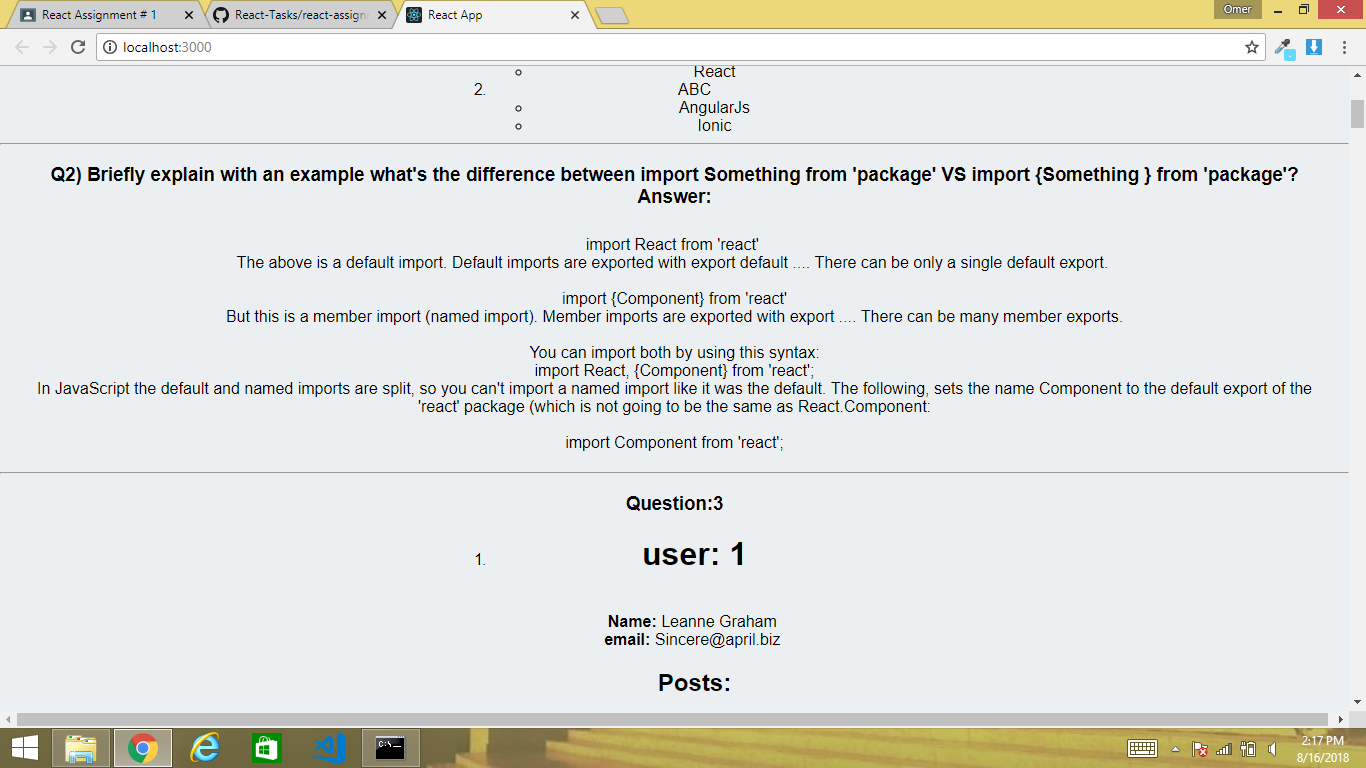 React Assignment # 1
React-Tasks/react-assignm
React App
Omer
localhost:3000
React
2.
ABC
AngularJs
Ionic
Q2) Briefly explain with an example what's the difference between import Something from 'package' VS import {Something } from 'package'?
Answer:
import React from 'react'
The above is a default import. Default imports are exported with export default .... There can be only a single default export.
import {Component} from 'react'
But this is a member import (named import). Member imports are exported with export .... There can be many member exports.
You can import both by using this syntax:
import React, {Component} from 'react';
In JavaScript the default and named imports are split, so you can't import a named import like it was the default. The following, sets the name Component to the default export of the
'react' package (which is not going to be the same as React.Component:
import Component from 'react';
Question:3
1.
user: 1
Name: Leanne Graham
email: Sincere@april.biz
Posts:
2:17 PM
8/16/2018